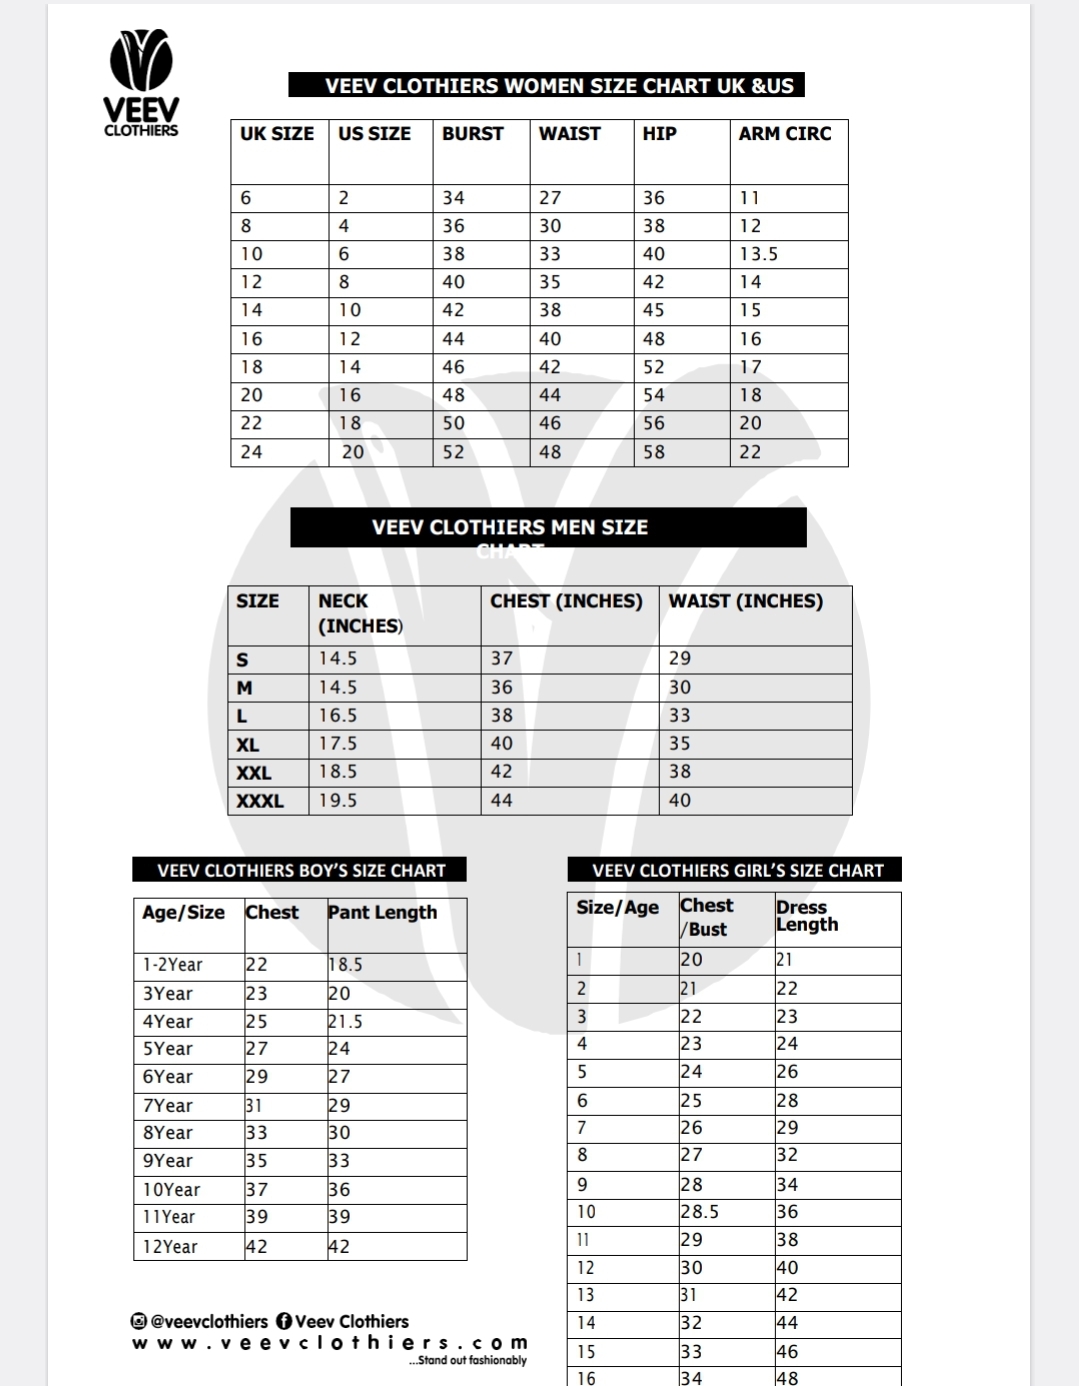 VEEV
CLOTHIERS
VEEV CLOTHIERS WOMEN SIZE CHART UK &US
UK SIZE US SIZE BURST WAIST HIP ARM CIRC
6 2 34 27 36 11
8 4 36 30 38 12
10 6 38 33 40 13.5
12 8 40 35 42 14
14 10 42 38 45 15
16 12 44 40 48 16
18 14 46 42 52 17
20 16 48 44 54 18
22 18 50 46 56 20
24 20 52 48 58 22
VEEV CLOTHIERS MEN SIZE
CHART
SIZE NECK CHEST (INCHES) WAIST (INCHES)
(INCHES)
S 14.5 37 29
M 14.5 36 30
L 16.5 38 33
XL 17.5 40 35
XXL 18.5 42 38
XXXL 19.5 44 40
VEEV CLOTHIERS BOY’S SIZE CHART
Age/Size Chest Pant Length
1-2Year 22 18.5
3Year 23 20
4Year 25 21.5
5Year 27 24
6Year 29 27
7Year 31 29
8Year 33 30
9Year 35 33
10Year 37 36
11Year 39 39
12Year 42 42
VEEV CLOTHIERS GIRL’S SIZE CHART
Size/Age Chest Dress
/Bust Length
1 20 21
2 21 22
3 22 23
4 23 24
5 24 26
6 25 28
7 26 29
8 27 32
9 28 34
10 28.5 36
11 29 38
12 30 40
13 31 42
14 32 44
15 33 46
16 34 48
@veevclothiers Veev Clothiers
www.veevclothiers.com
...Stand out fashionably